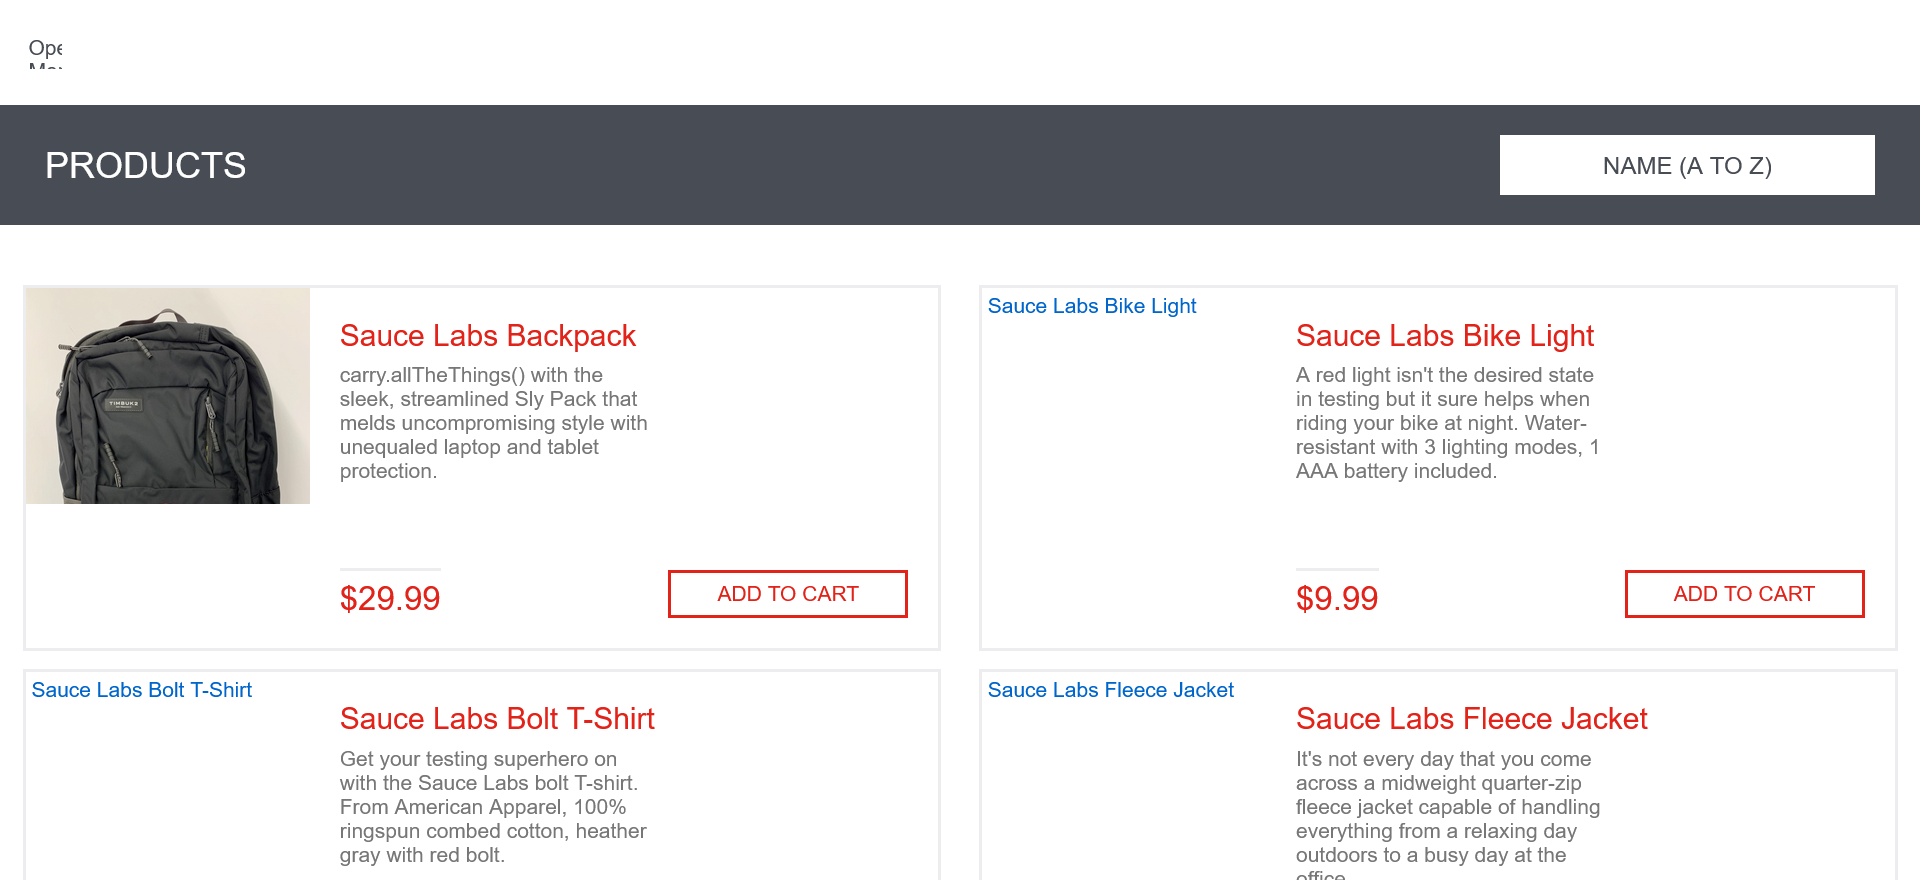 Ope
PRODUCTS
NAME (A TO Z)
TIMBUK2
Sauce Labs Backpack
carry.allTheThings() with the
sleek, streamlined Sly Pack that
melds uncompromising style with
unequaled laptop and tablet
protection.
$29.99
ADD TO CART
Sauce Labs Bike Light
Sauce Labs Bike Light
A red light isn't the desired state
in testing but it sure helps when
riding your bike at night. Water-
resistant with 3 lighting modes, 1
AAA battery included.
$9.99
ADD TO CART
Sauce Labs Bolt T-Shirt
Sauce Labs Bolt T-Shirt
Get your testing superhero on
with the Sauce Labs bolt T-shirt.
From American Apparel, 100%
ringspun combed cotton, heather
gray with red bolt.
Sauce Labs Fleece Jacket
Sauce Labs Fleece Jacket
It's not every day that you come
across a midweight quarter-zip
fleece jacket capable of handling
everything from a relaxing day
outdoors to a busy day at the
office.